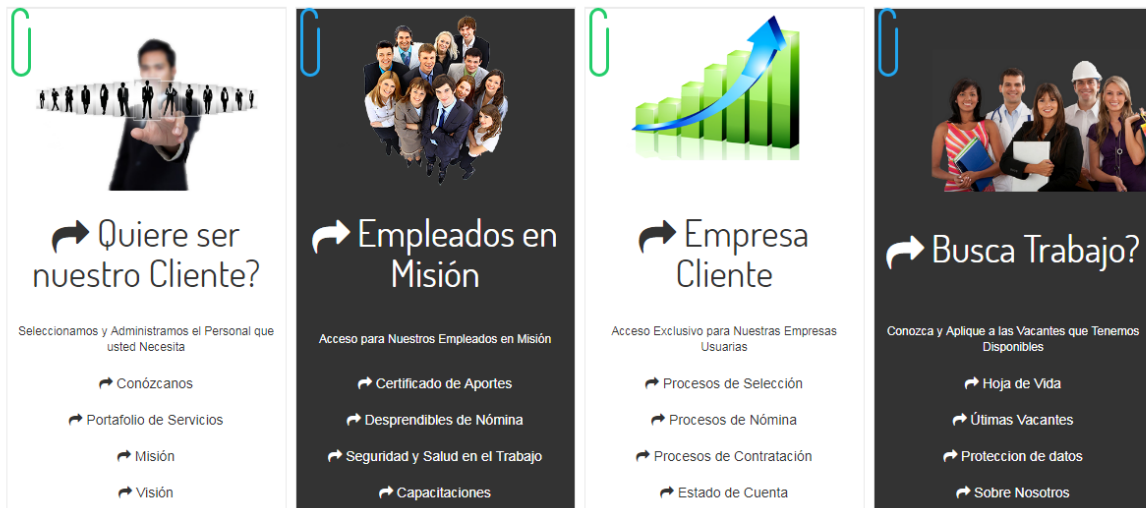 Quiere ser
nuestro Cliente?
Seleccionamos y Administramos el Personal que
usted Necesita
Conózcanos
Portafolio de Servicios
Misión
Visión
Empleados en
Misión
Acceso para Nuestros Empleados en Misión
Certificado de Aportes
Desprendibles de Nómina
Seguridad y Salud en el Trabajo
Capacitaciones
Empresa
Cliente
Acceso Exclusivo para Nuestras Empresas
Usuarias
Procesos de Selección
Procesos de Nómina
Procesos de Contratación
Estado de Cuenta
Busca Trabajo?
Conozca y Aplique a las Vacantes que Tenemos
Disponibles
Hoja de Vida
Útimas Vacantes
Proteccion de datos
Sobre Nosotros